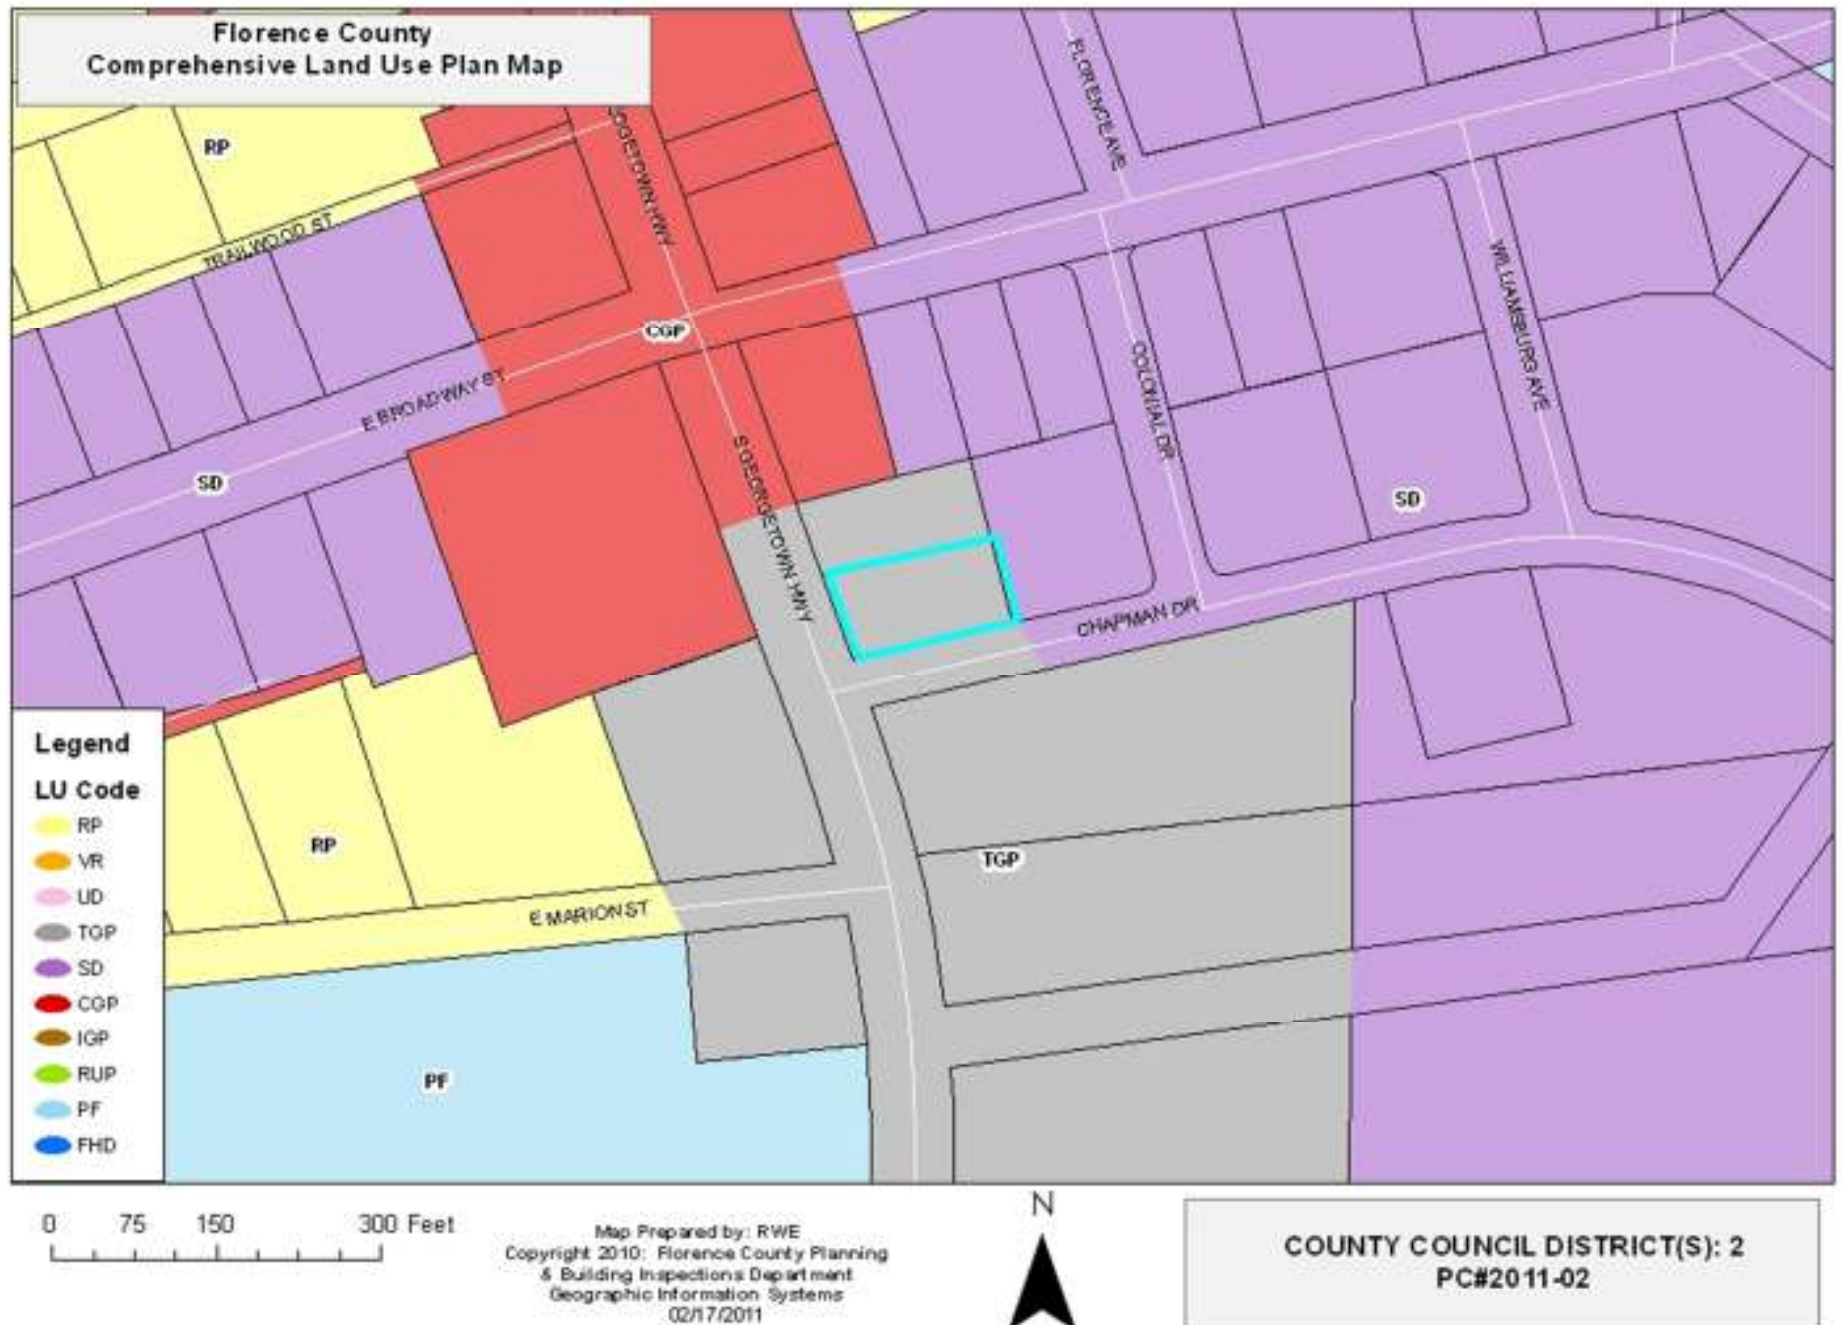 Florence County
Comprehensive Land Use Plan Map
RP
TRAILWOOD ST
FLORENCE AVE
CGP
E BROADWAY ST
SD
S GEORGETOWN HWY
COLONIAL DR
WILLIAMSBURG AVE
SD
CHAPMAN DR
RP
TGP
E MARION ST
PF
Legend
LU Code
RP
VR
UD
TGP
SD
CGP
IGP
RUP
PF
FHD
0 75 150 300 Feet
Map Prepared by: RWE
Copyright 2010: Florence County Planning
& Building Inspections Department
Geographic Information Systems
02/17/2011
N
COUNTY COUNCIL DISTRICT(S): 2
PC#2011-02